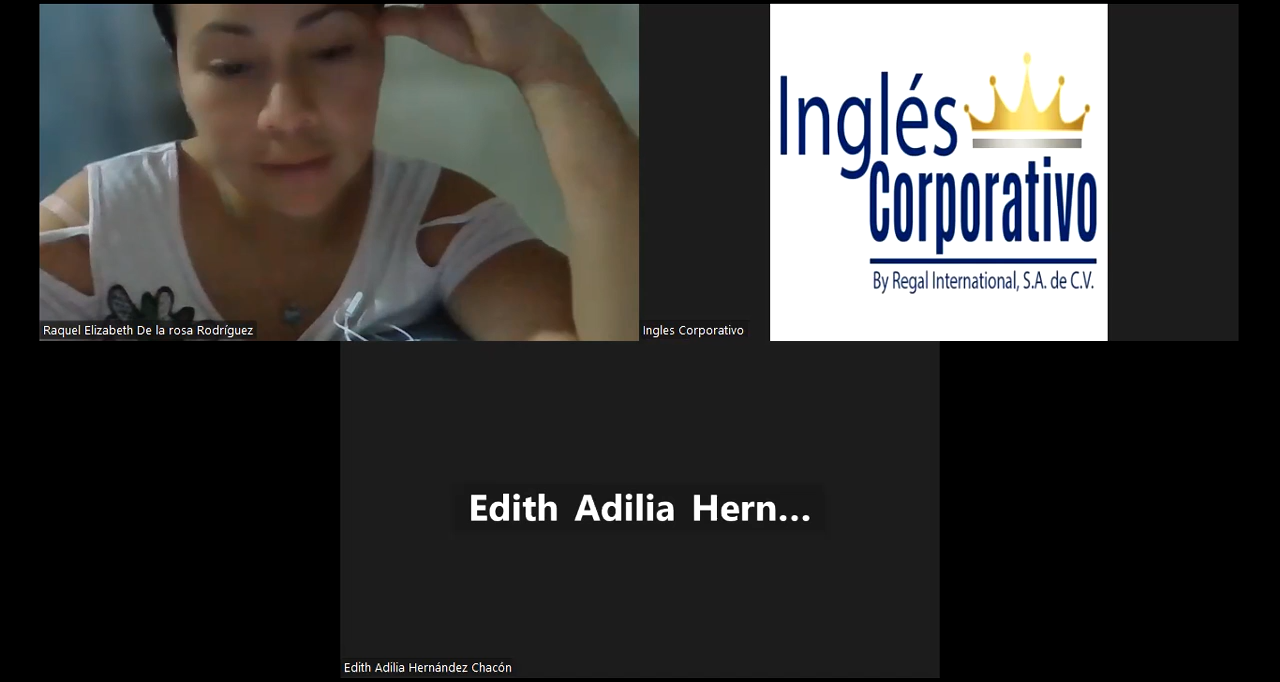 Inglés
Corporativo
By Regal International, S.A. de C.V.
Raquel Elizabeth De la rosa Rodríguez
Ingles Corporativo
Edith Adilia Hern...
Edith Adilia Hernández Chacón